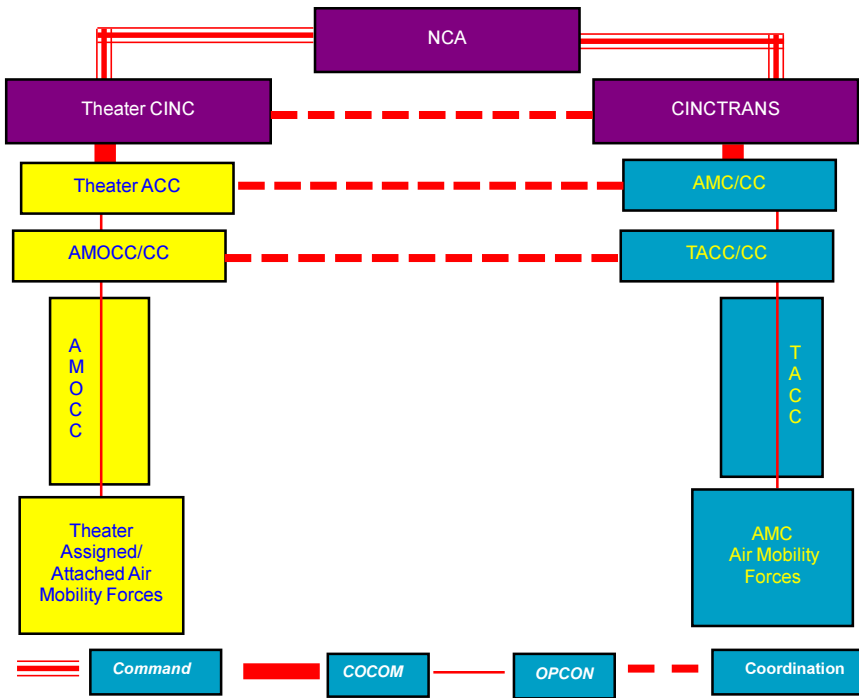 NCA
Theater CINC
CINCTRANS
Theater ACC
AMC/CC
AMOCC/CC
TACC/CC
A
M
O
C
C
T
A
C
C
Theater
Assigned/
Attached Air
Mobility Forces
AMC
Air Mobility
Forces
Command
COCOM
OPCON
Coordination